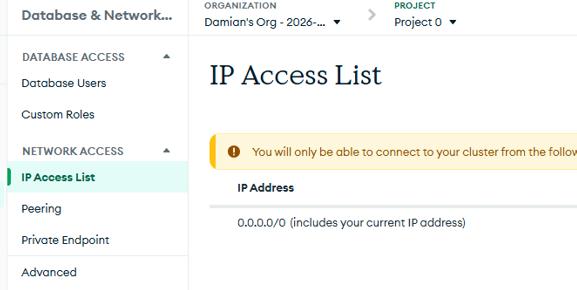 Database & Network...
ORGANIZATION
Damian's Org - 2026-...
PROJECT
Project 0
DATABASE ACCESS
Database Users
Custom Roles
NETWORK ACCESS
IP Access List
Peering
Private Endpoint
Advanced
IP Access List
You will only be able to connect to your cluster from the
IP Address
0.0.0.0/0 (includes your current IP address)